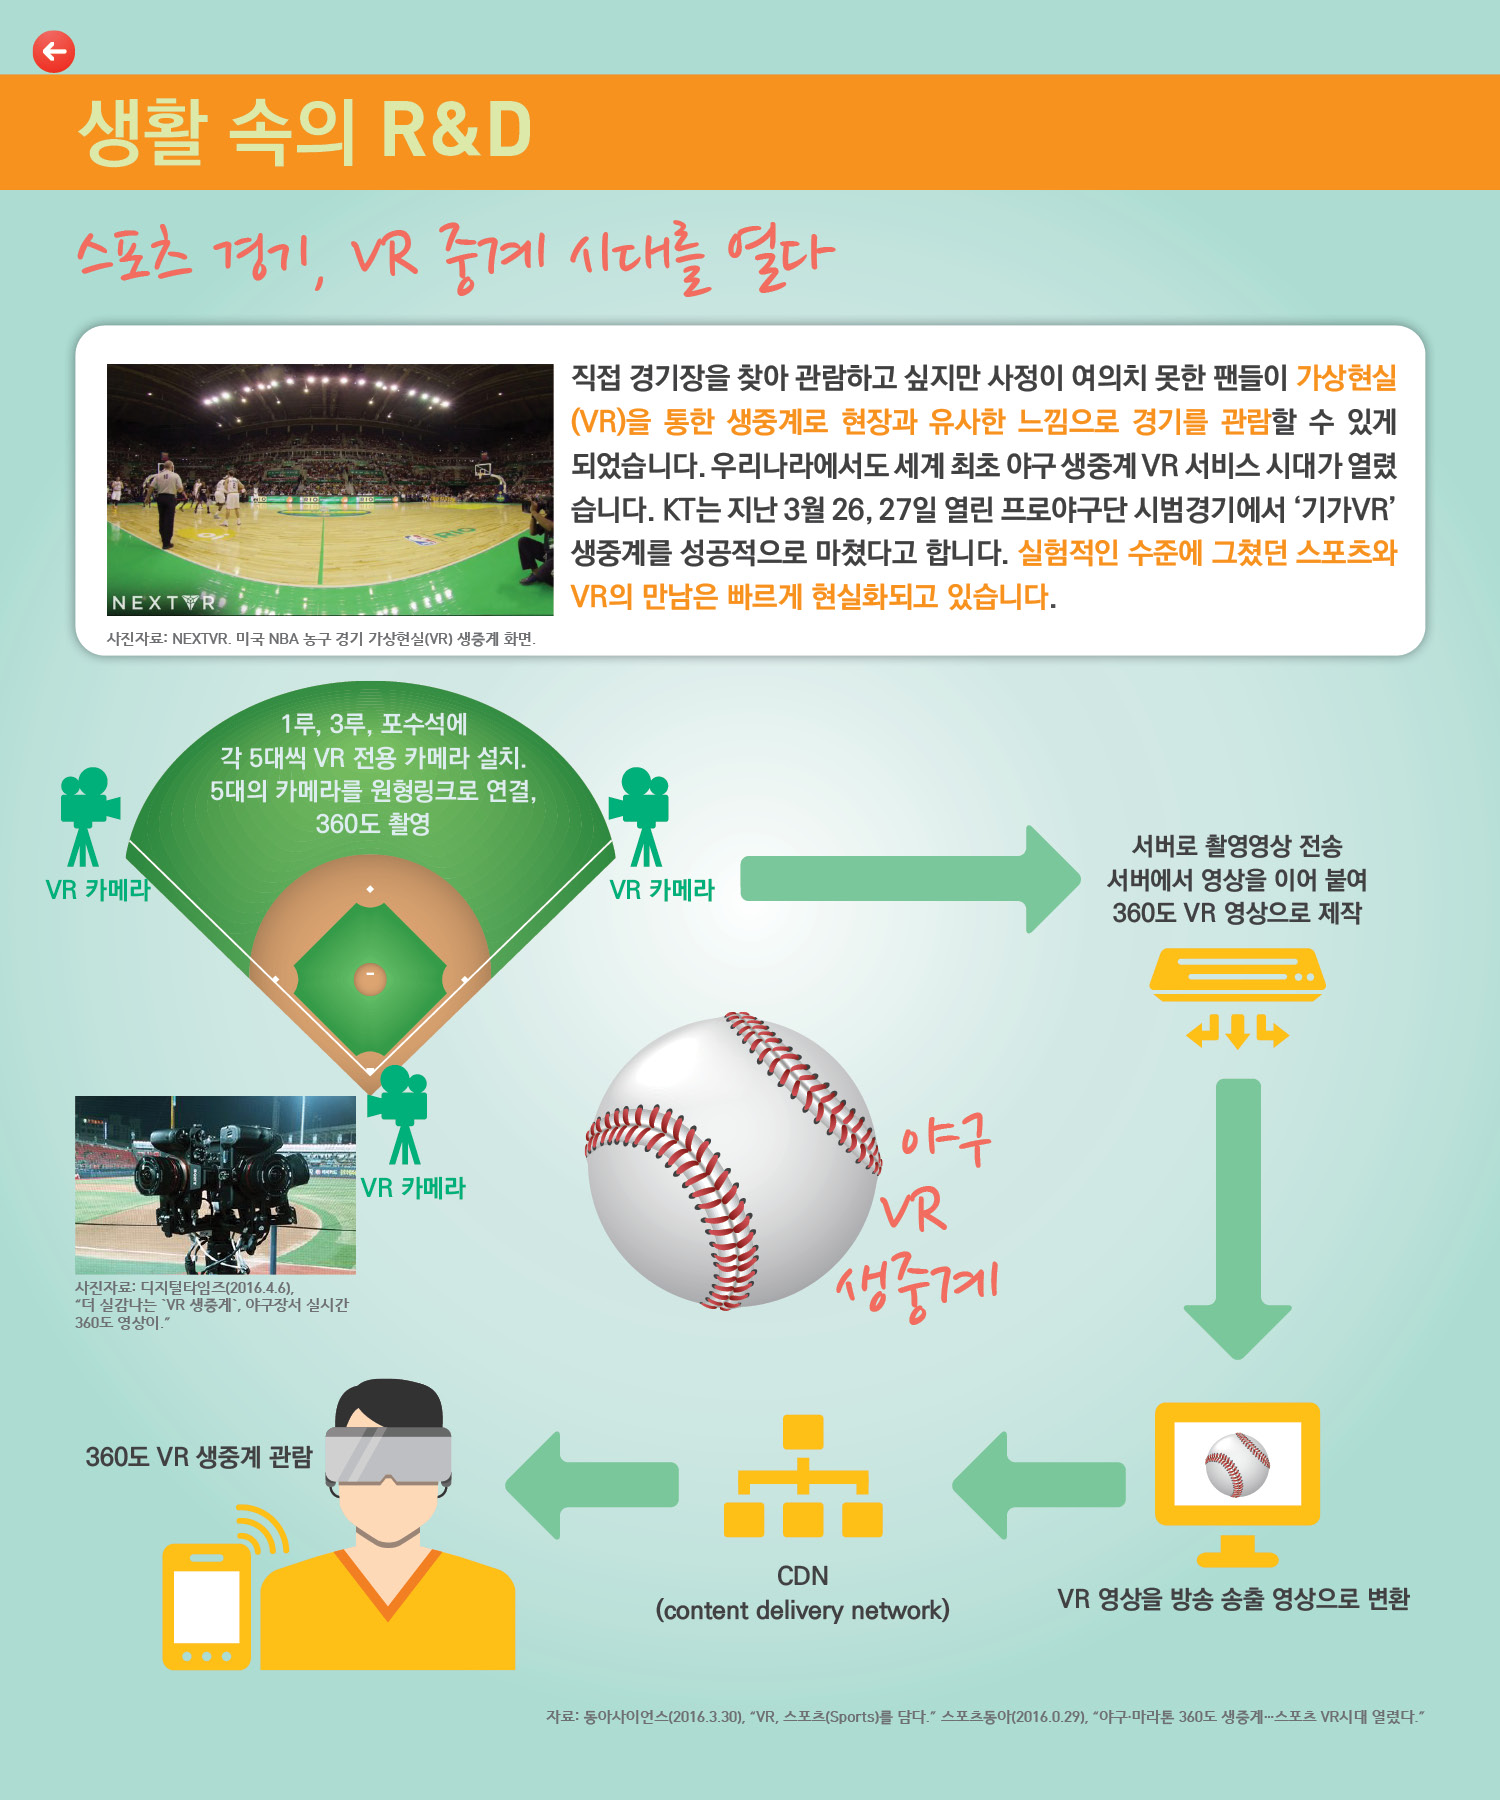 생활 속의 R&D
스포츠 경기, VR 중계 시대를 열다
직접 경기장을 찾아 관람하고 싶지만 사정이 여의치 못한 팬들이 가상현실
(VR)을 통한 생중계로 현장과 유사한 느낌으로 경기를 관람할 수 있게
되었습니다. 우리나라에서도 세계 최초 야구 생중계 VR 서비스 시대가 열렸
습니다. KT는 지난 3월 26, 27일 열린 프로야구단 시범경기에서 ‘기가VR’
생중계를 성공적으로 마쳤다고 합니다. 실험적인 수준에 그쳤던 스포츠와
VR의 만남은 빠르게 현실화되고 있습니다.
NEXTVR
사진자료: NEXTVR. 미국 NBA 농구 경기 가상현실(VR) 생중계 화면.
1루, 3루, 포수석에
각 5대씩 VR 전용 카메라 설치.
5대의 카메라를 원형링크로 연결,
360도 촬영
VR 카메라
VR 카메라
VR 카메라
서버로 촬영영상 전송
서버에서 영상을 이어 붙여
360도 VR 영상으로 제작
야구
VR
생중계
사진자료: 디지털타임즈(2016.4.6),
“더 실감나는 `VR 생중계`, 야구장서 실시간
360도 영상이.”
360도 VR 생중계 관람
CDN
(content delivery network)
VR 영상을 방송 송출 영상으로 변환
자료: 동아사이언스(2016.3.30), “VR, 스포츠(Sports)를 담다.” 스포츠동아(2016.0.29), “야구·마라톤 360도 생중계…스포츠 VR시대 열렸다.”